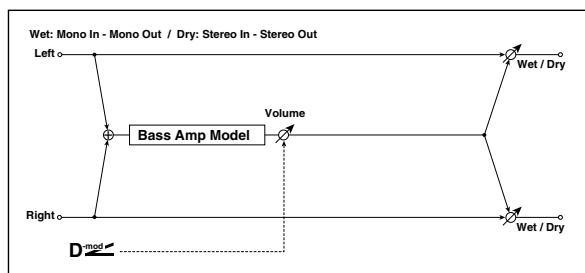 Wet: Mono In - Mono Out / Dry: Stereo In - Stereo Out
Left
Wet / Dry
Volume
Bass Amp Model
Right
Wet / Dry
D-mod